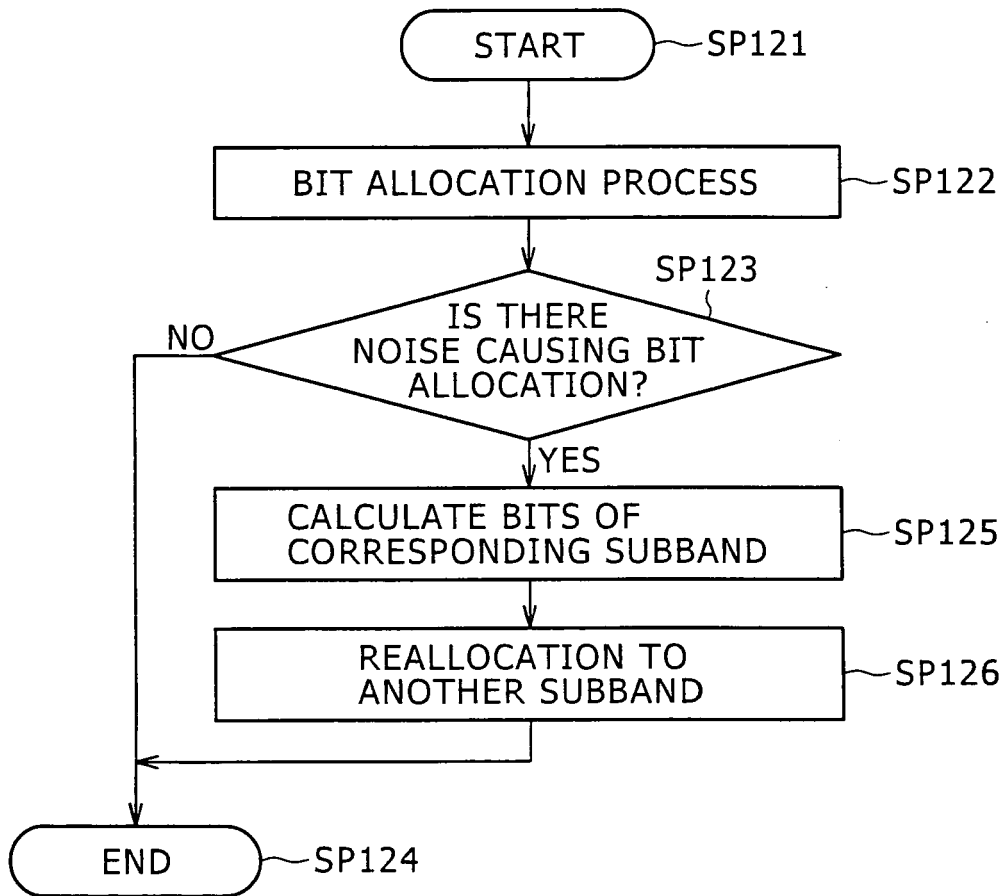 START
SP121
BIT ALLOCATION PROCESS
SP122
SP123
IS THERE
NOISE CAUSING BIT
ALLOCATION?
NO
YES
CALCULATE BITS OF
CORRESPONDING SUBBAND
SP125
REALLOCATION TO
ANOTHER SUBBAND
SP126
END
SP124